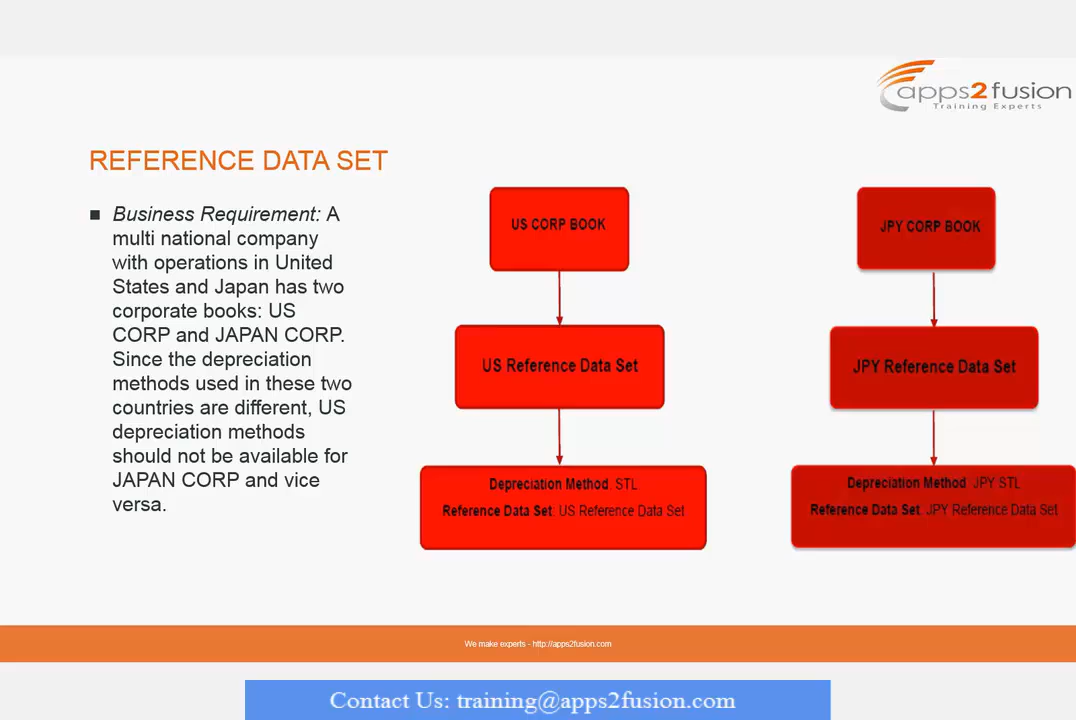 apps2fusion
Training Experts
REFERENCE DATA SET
■ Business Requirement: A
multi national company
with operations in United
States and Japan has two
corporate books: US
CORP and JAPAN CORP.
Since the depreciation
methods used in these two
countries are different, US
depreciation methods
should not be available for
JAPAN CORP and vice
versa.
US CORP BOOK
US Reference Data Set
Depreciation Method: STL
Reference Data Set: US Reference Data Set
JPY CORP BOOK
JPY Reference Data Set
Depreciation Method: JPY STL
Reference Data Set: JPY Reference Data Set
We make experts - http://apps2fusion.com
Contact Us: training@apps2fusion.com